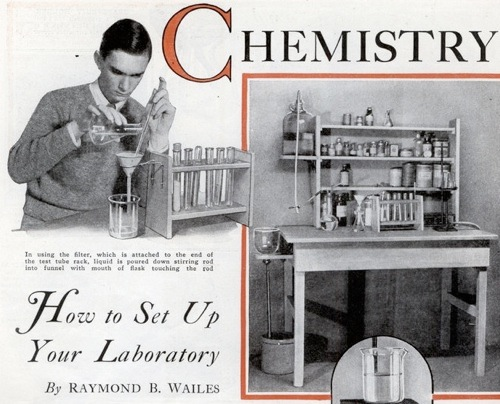 CHEMISTRY
In using the filter, which is attached to the end of
the test tube rack, liquid is poured down stirring rod
into funnel with mouth of flask touching the rod
How to Set Up
Your Laboratory
By RAYMOND B. WAILES